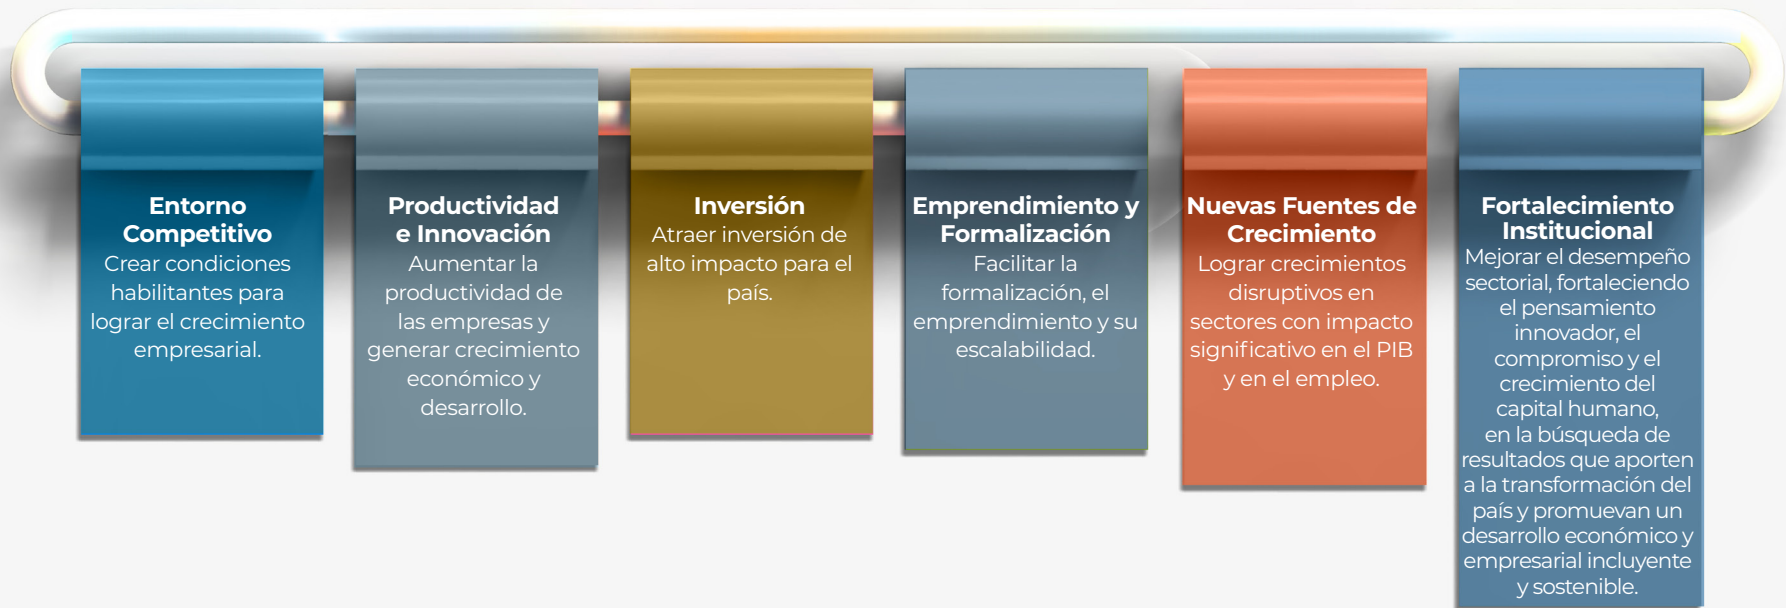 Entorno
Competitivo
Crear condiciones
habilitantes para
lograr el crecimiento
empresarial.
Productividad
e Innovación
Aumentar la
productividad de
las empresas y
generar crecimiento
económico y
desarrollo.
Inversión
Atraer inversión de
alto impacto para el
país.
Emprendimiento y
Formalización
Facilitar la
formalización, el
emprendimiento y su
escalabilidad.
Nuevas Fuentes de
Crecimiento
Lograr crecimientos
disruptivos en
sectores con impacto
significativo en el PIB
y en el empleo.
Fortalecimiento
Institucional
Mejorar el desempeño
sectorial, fortaleciendo
el pensamiento
innovador, el
compromiso y el
crecimiento del
capital humano,
en la búsqueda de
resultados que aporten
a la transformación del
país y promuevan un
desarrollo económico y
empresarial incluyente
y sostenible.